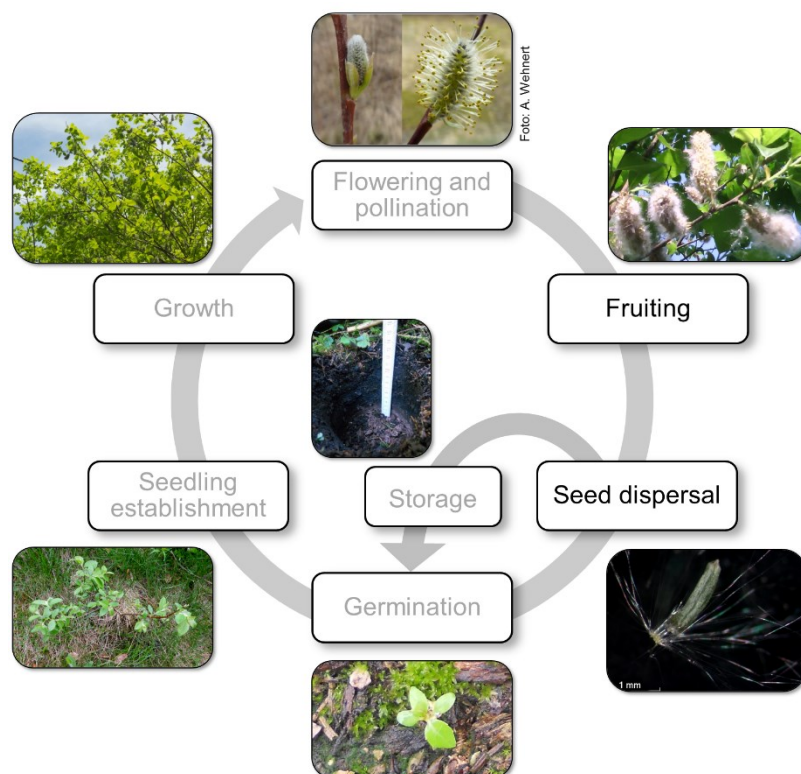 Foto: A. Wehnert
Flowering and
pollination
Growth
Fruiting
Seedling
establishment
Storage
Seed dispersal
Germination
1 mm